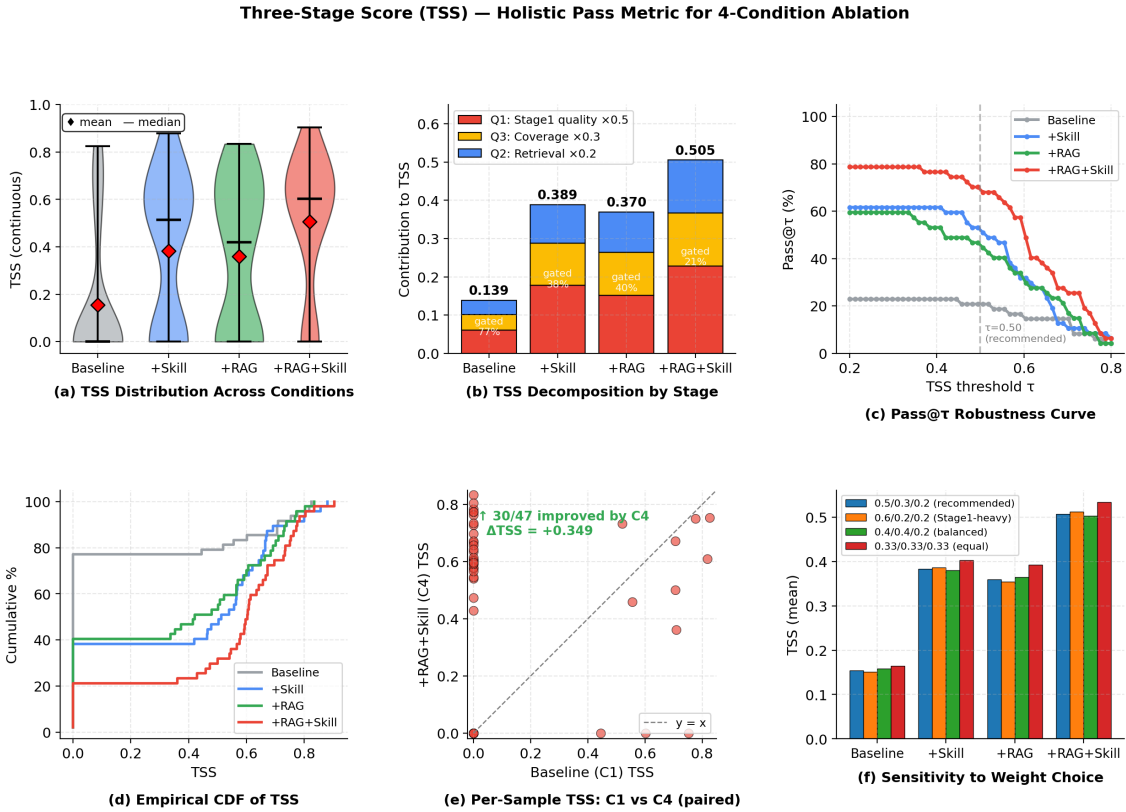 Three-Stage Score (TSS) — Holistic Pass Metric for 4-Condition Ablation
TSS (continuous)
1.0
0.8
0.6
0.4
0.2
0.0
♦ mean — median
Baseline +Skill +RAG +RAG+Skill
(a) TSS Distribution Across Conditions
Contribution to TSS
0.6
0.5
0.4
0.3
0.2
0.1
0.0
Q1: Stage1 quality ×0.5
Q3: Coverage ×0.3
Q2: Retrieval ×0.2
0.139
0.389
0.370
0.505
gated
77%
gated
38%
gated
40%
gated
21%
Baseline +Skill +RAG +RAG+Skill
(b) TSS Decomposition by Stage
Pass@τ (%)
100
80
60
40
20
0
Baseline
+Skill
+RAG
+RAG+Skill
τ=0.50
(recommended)
0.2 0.4 0.6 0.8
TSS threshold τ
(c) Pass@τ Robustness Curve
Cumulative %
100
80
60
40
20
0
Baseline
+Skill
+RAG
+RAG+Skill
0.0 0.2 0.4 0.6 0.8
TSS
(d) Empirical CDF of TSS
+RAG+Skill (C4) TSS
0.8
0.6
0.4
0.2
0.0
↑ 30/47 improved by C4
ΔTSS = +0.349
y = x
0.0 0.2 0.4 0.6 0.8
Baseline (C1) TSS
(e) Per-Sample TSS: C1 vs C4 (paired)
TSS (mean)
0.5
0.4
0.3
0.2
0.1
0.0
0.5/0.3/0.2 (recommended)
0.6/0.2/0.2 (Stage1-heavy)
0.4/0.4/0.2 (balanced)
0.33/0.33/0.33 (equal)
Baseline +Skill +RAG +RAG+Skill
(f) Sensitivity to Weight Choice